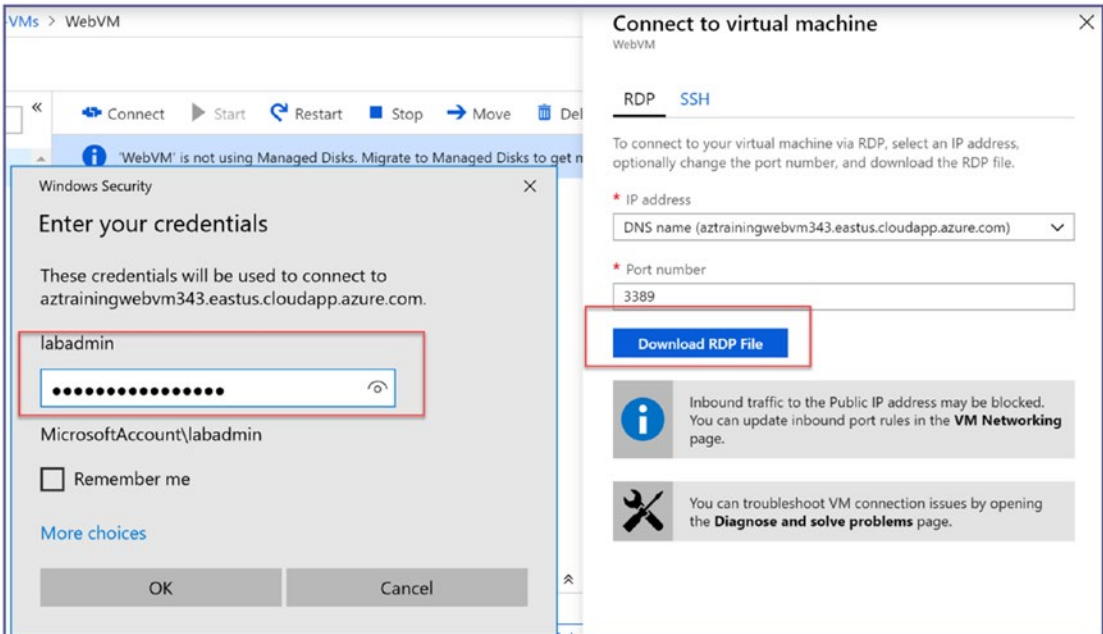 -VMs > WebVM
Connect
Start
Restart
Stop
Move
Del
'WebVM' is not using Managed Disks. Migrate to Managed Disks to get m
Windows Security
Enter your credentials
These credentials will be used to connect to
aztrainingwebvm343.eastus.cloudapp.azure.com.
labadmin
MicrosoftAccount\labadmin
Remember me
More choices
OK
Cancel
Connect to virtual machine
WebVM
RDP SSH
To connect to your virtual machine via RDP, select an IP address,
optionally change the port number, and download the RDP file.
* IP address
DNS name (aztrainingwebvm343.eastus.cloudapp.azure.com)
* Port number
3389
Download RDP File
Inbound traffic to the Public IP address may be blocked.
You can update inbound port rules in the VM Networking
page.
You can troubleshoot VM connection issues by opening
the Diagnose and solve problems page.